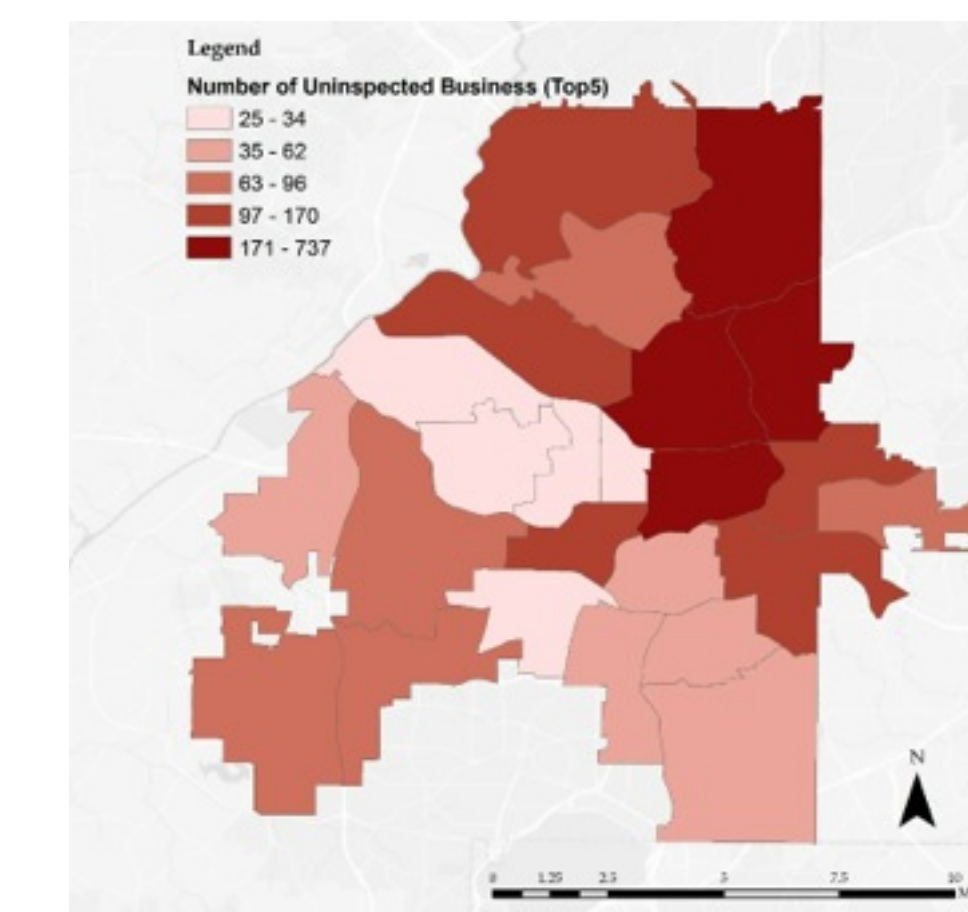 Legend
Number of Uninspected Business (Top5)
25 - 34
35 - 62
63 - 96
97 - 170
171 - 737
N
0 1.25 2.5 5 7.5 10
M